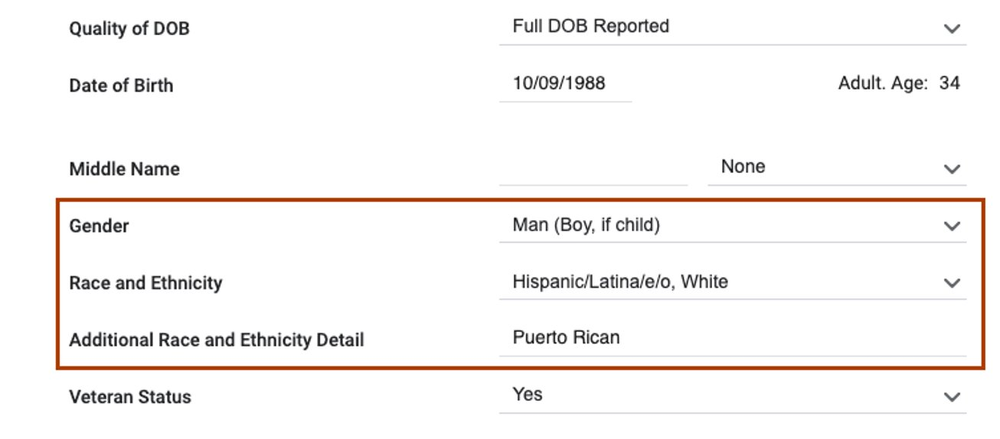 Quality of DOB Full DOB Reported
Date of Birth 10/09/1988 Adult. Age: 34
Middle Name None
Gender Man (Boy, if child)
Race and Ethnicity Hispanic/Latina/e/o, White
Additional Race and Ethnicity Detail Puerto Rican
Veteran Status Yes